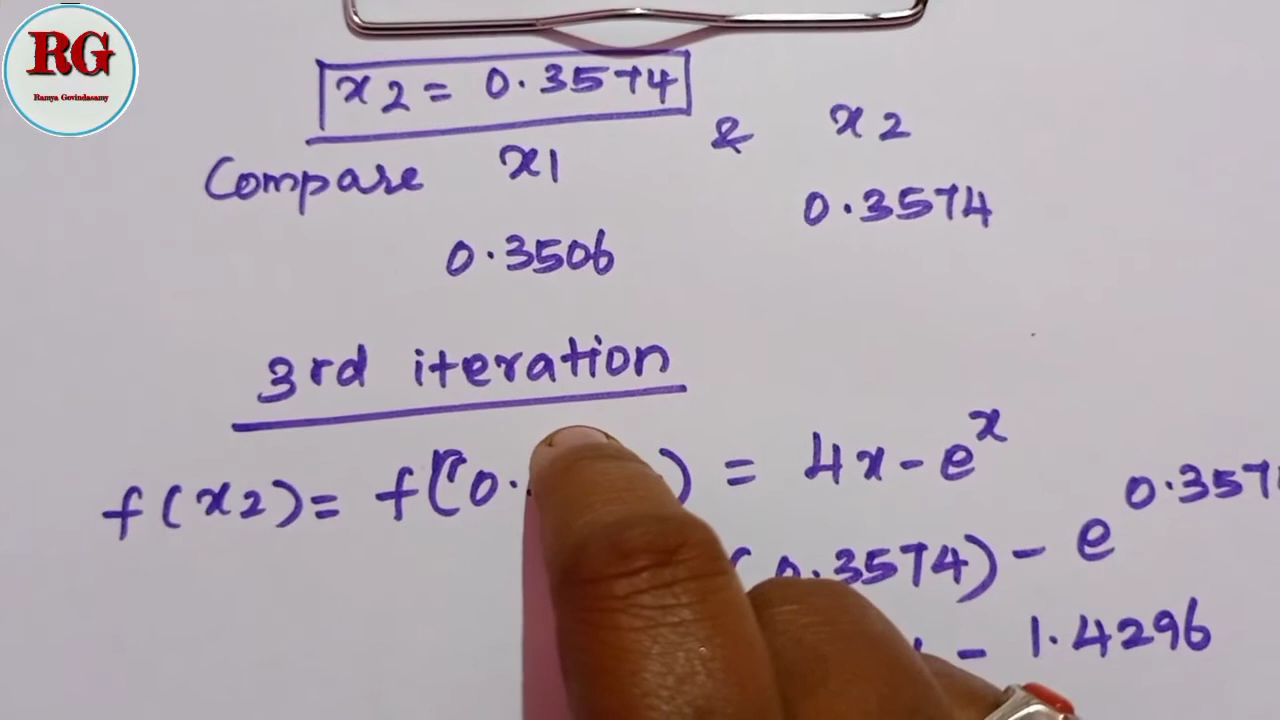 RG
Ramya Govindasamy
x2 = 0.3574
Compare x1 & x2
0.3506 0.3574
3rd iteration
f(x2) = f(0. ) = 4x - e^x
(0.3574) - e^0.357
- 1.4296